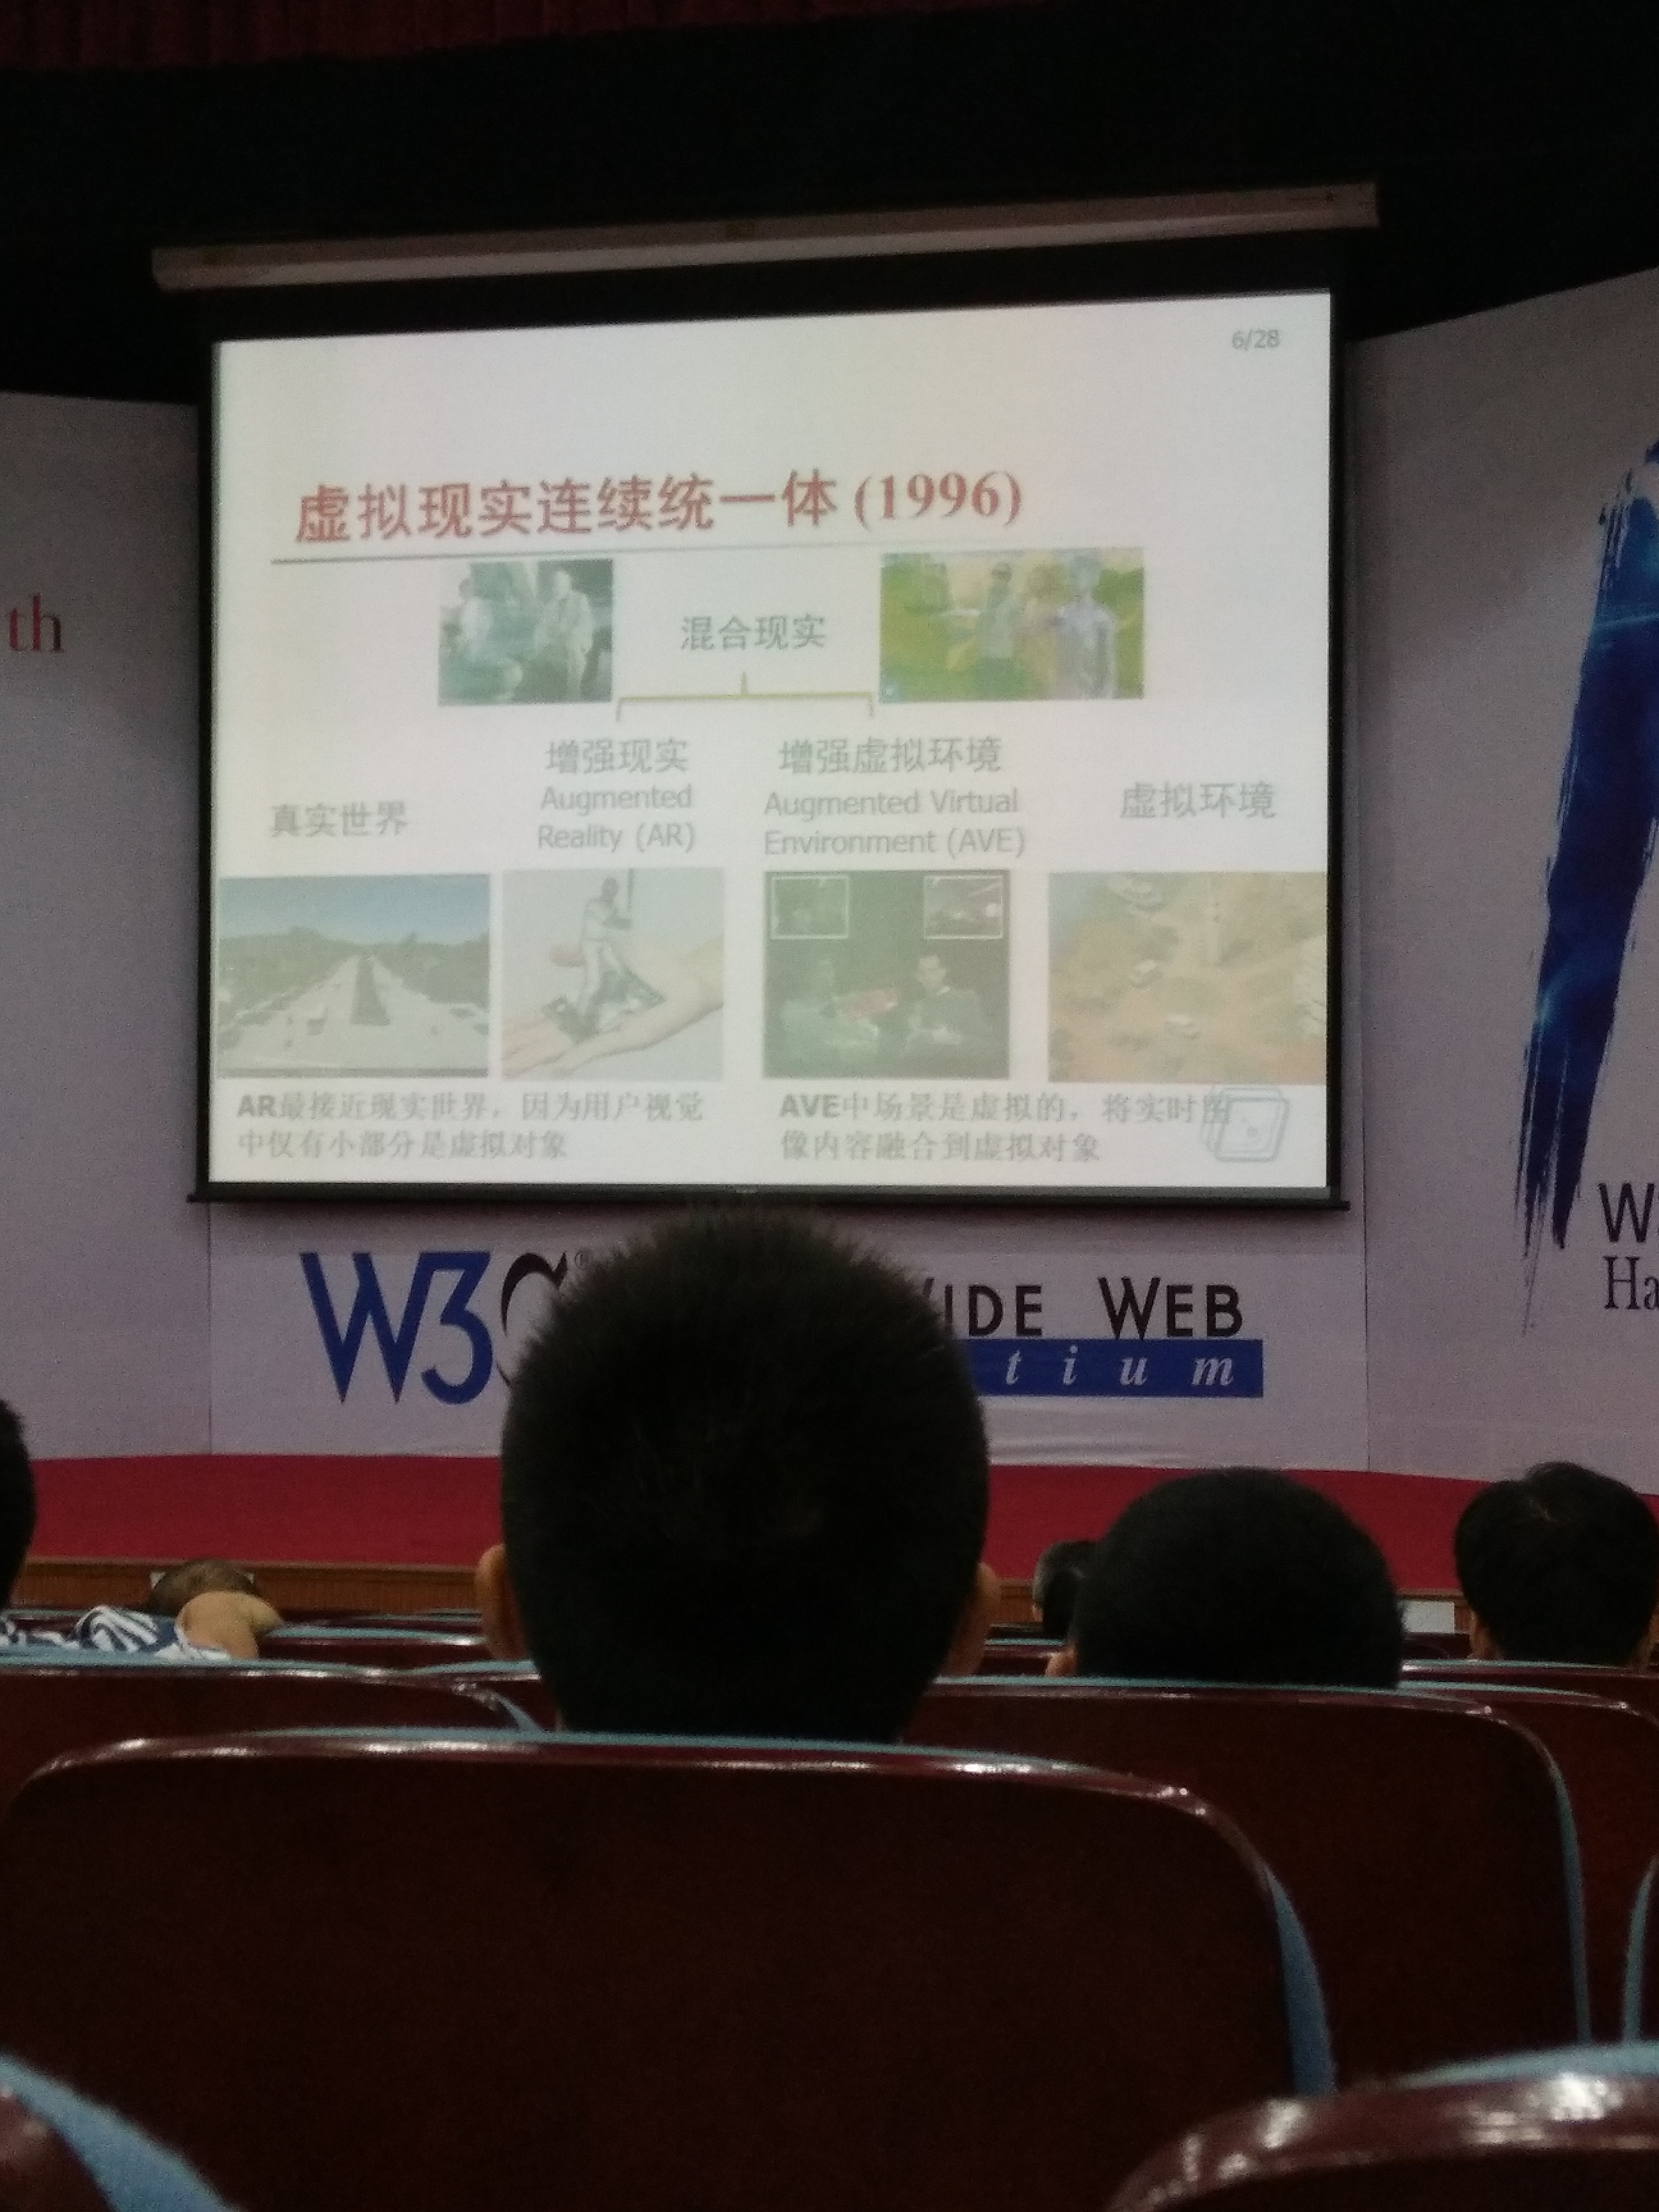 6/28
虚拟现实连续统一体 (1996)
混合现实
增强现实
Augmented
Reality (AR)
增强虚拟环境
Augmented Virtual
Environment (AVE)
真实世界
虚拟环境
AR最接近现实世界，因为用户视觉
中仅有小部分是虚拟对象
AVE中场景是虚拟的，将实时图
像内容融合到虚拟对象
th
W3C®
IDE WEB
tium
W3
Ha